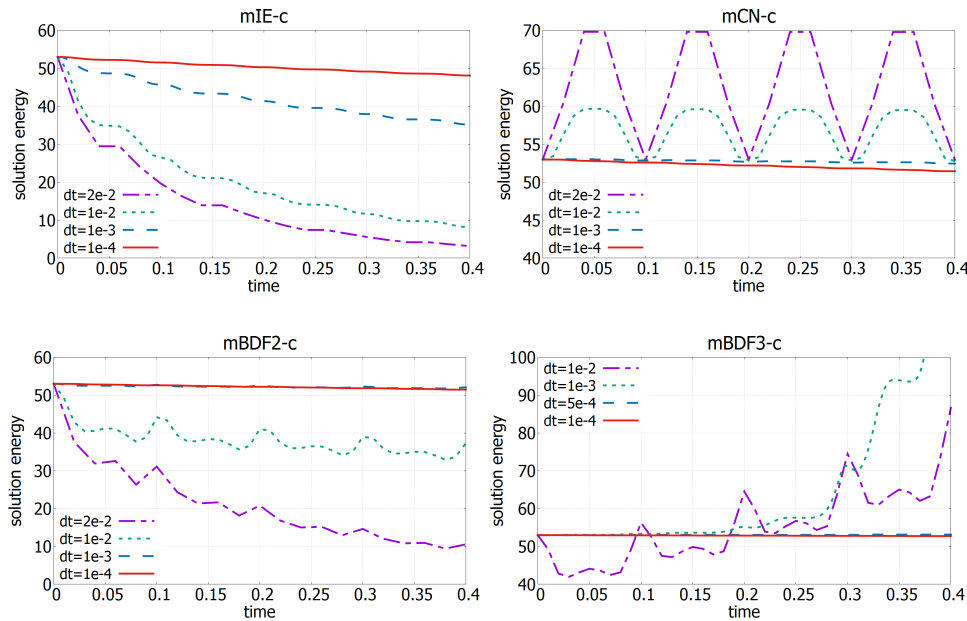 mIE-c
solution energy
60
50
40
30
20
10
0
dt=2e-2
dt=1e-2
dt=1e-3
dt=1e-4
0 0.05 0.1 0.15 0.2 0.25 0.3 0.35 0.4
time
mCN-c
solution energy
70
65
60
55
50
45
40
dt=2e-2
dt=1e-2
dt=1e-3
dt=1e-4
0 0.05 0.1 0.15 0.2 0.25 0.3 0.35 0.4
time
mBDF2-c
solution energy
60
50
40
30
20
10
0
dt=2e-2
dt=1e-2
dt=1e-3
dt=1e-4
0 0.05 0.1 0.15 0.2 0.25 0.3 0.35 0.4
time
mBDF3-c
solution energy
100
90
80
70
60
50
40
dt=1e-2
dt=1e-3
dt=5e-4
dt=1e-4
0 0.05 0.1 0.15 0.2 0.25 0.3 0.35 0.4
time